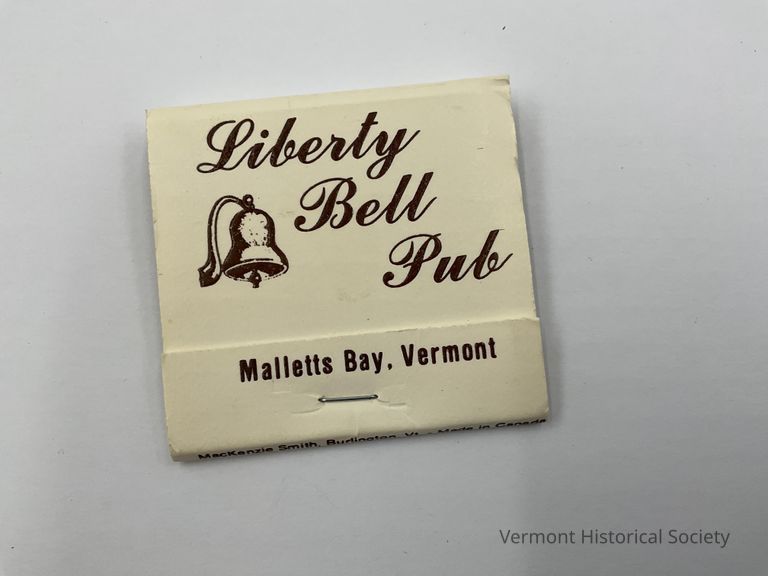 Liberty
Bell
Pub
Malletts Bay, Vermont
MacKenzie Smith, Burlington, Vt. - Made in Canada
Vermont Historical Society